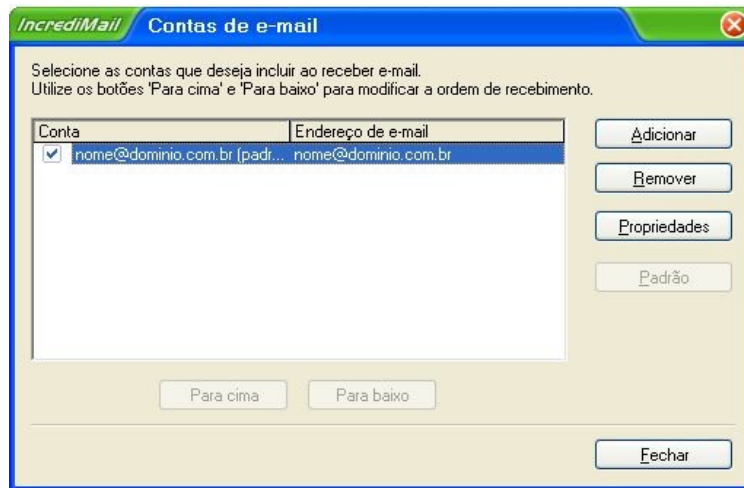 IncrediMail Contas de e-mail
Selecione as contas que deseja incluir ao receber e-mail.
Utilize os botões 'Para cima' e 'Para baixo' para modificar a ordem de recebimento.
Conta Endereço de e-mail
nome@dominio.com.br (padr... nome@dominio.com.br
Adicionar
Remover
Propriedades
Padrão
Para cima Para baixo
Fechar